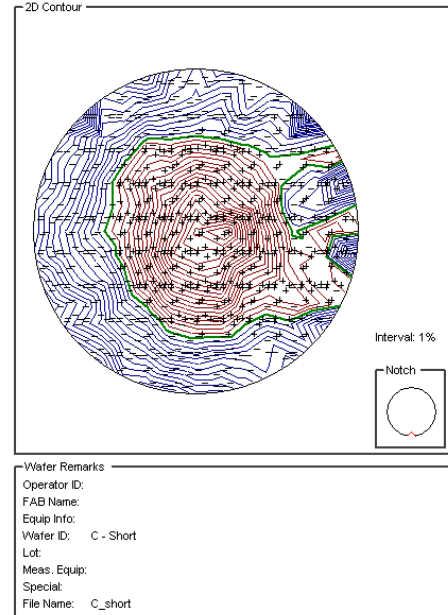 2D Contour
Interval: 1%
Notch
Wafer Remarks
Operator ID:
FAB Name:
Equip Info:
Wafer ID: C - Short
Lot:
Meas. Equip:
Special:
File Name: C_short